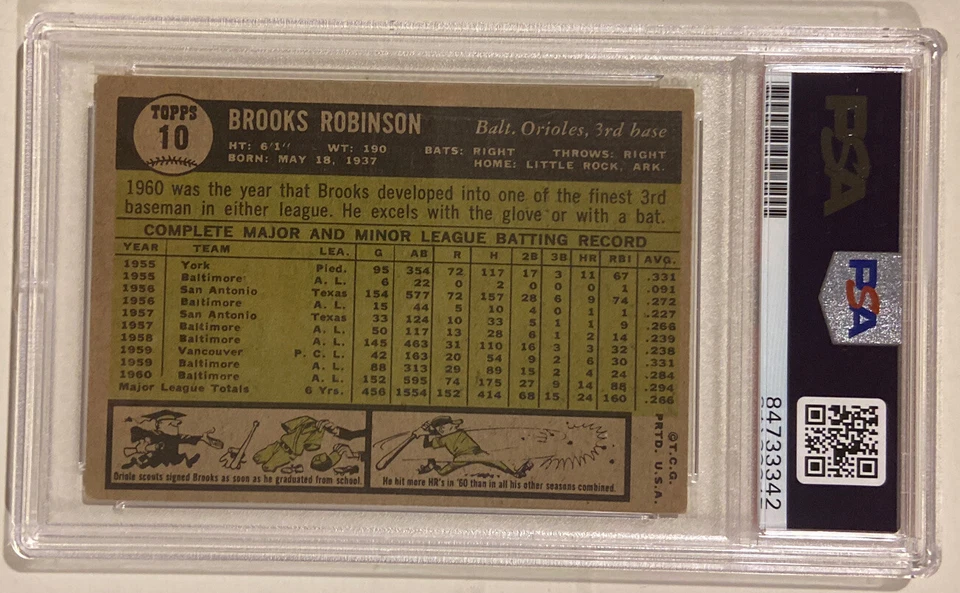 TOPPS
10
BROOKS ROBINSON
Balt. Orioles, 3rd base
HT: 6'1" WT: 190 BATS: RIGHT THROWS: RIGHT
BORN: MAY 18, 1937 HOME: LITTLE ROCK, ARK.
1960 was the year that Brooks developed into one of the finest 3rd
baseman in either league. He excels with the glove or with a bat.
COMPLETE MAJOR AND MINOR LEAGUE BATTING RECORD
YEAR TEAM LEA. G AB R H 2B 3B HR RBI AVG.
1955 York Pied. 95 354 72 117 17 3 11 67 .331
1955 Baltimore A. L. 6 22 0 2 0 0 0 1 .091
1956 San Antonio Texas 154 577 72 157 28 6 9 74 .272
1956 Baltimore A. L. 15 44 5 10 4 0 1 1 .227
1957 San Antonio Texas 33 124 10 33 5 1 1 9 .266
1957 Baltimore A. L. 50 117 13 28 6 1 2 14 .239
1958 Baltimore A. L. 145 463 31 110 16 3 3 32 .238
1959 Vancouver P. C. L. 42 163 20 54 9 2 6 30 .331
1959 Baltimore A. L. 88 313 29 89 15 2 4 24 .284
1960 Baltimore A. L. 152 595 74 175 27 9 14 88 .294
Major League Totals 6 Yrs. 456 1554 152 414 68 15 24 160 .266
Oriole scouts signed Brooks as soon as he graduated from school.
He hit more HR's in '60 than in all his other seasons combined.
©T.C.G.
PRTD. U.S.A.
PSA
PSA
84733342